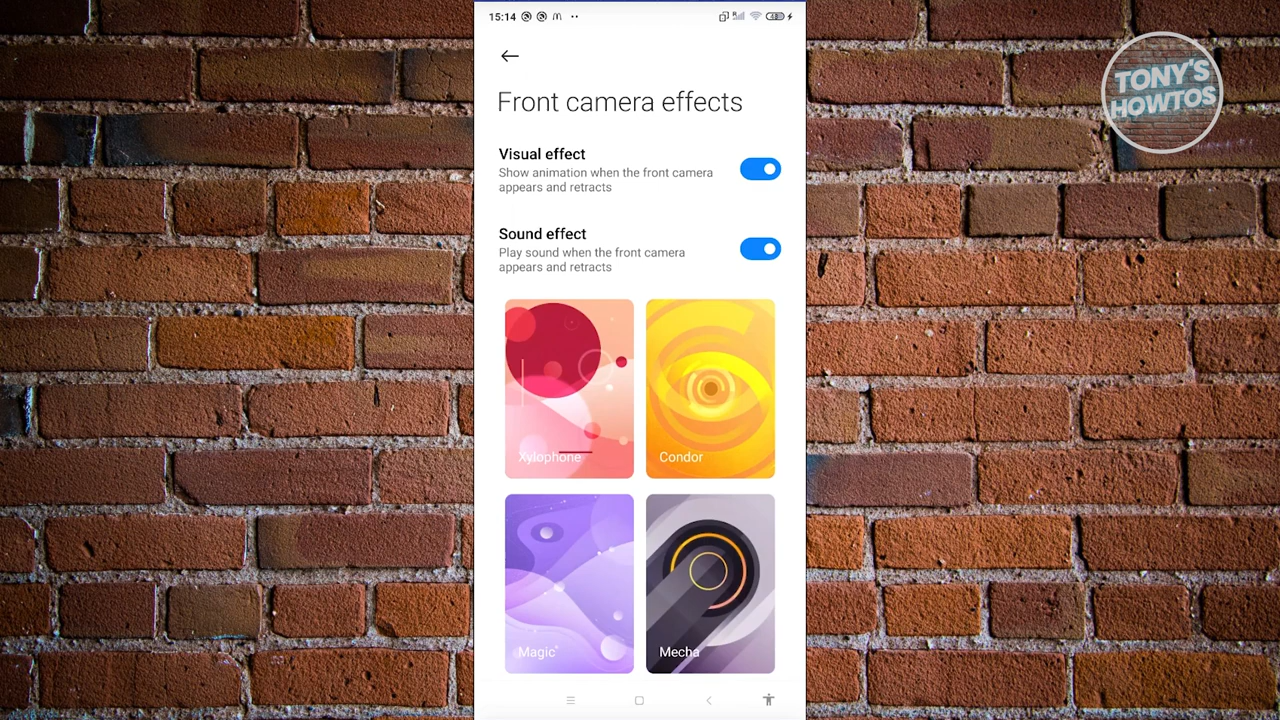 15:14
TONY'S
HOWTOS
Front camera effects
Visual effect
Show animation when the front camera
appears and retracts
Sound effect
Play sound when the front camera
appears and retracts
Xylophone
Condor
Magic
Mecha